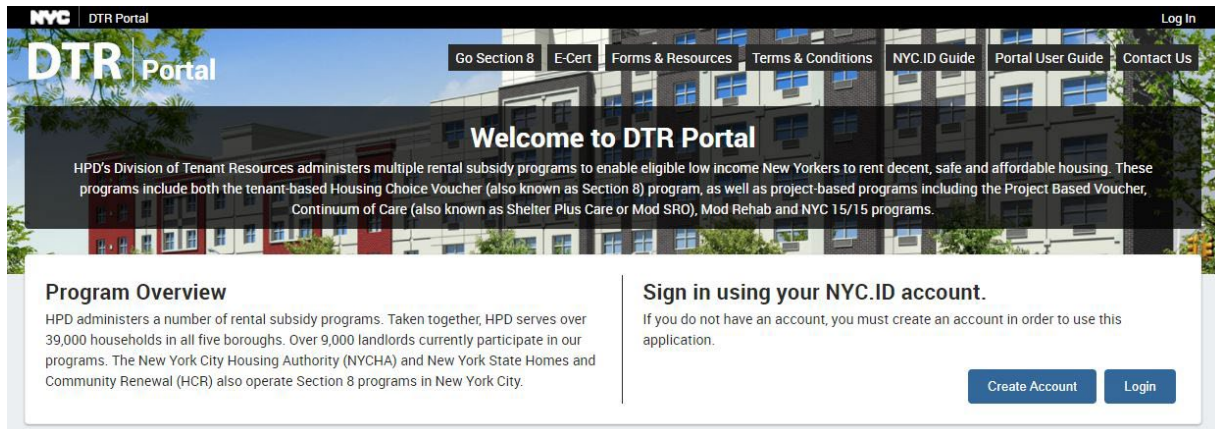 NYC DTR Portal Log In
DTR Portal
Go Section 8 E-Cert Forms & Resources Terms & Conditions NYC.ID Guide Portal User Guide Contact Us
Welcome to DTR Portal
HPD's Division of Tenant Resources administers multiple rental subsidy programs to enable eligible low income New Yorkers to rent decent, safe and affordable housing. These
programs include both the tenant-based Housing Choice Voucher (also known as Section 8) program, as well as project-based programs including the Project Based Voucher,
Continuum of Care (also known as Shelter Plus Care or Mod SRO), Mod Rehab and NYC 15/15 programs.
Program Overview
HPD administers a number of rental subsidy programs. Taken together, HPD serves over
39,000 households in all five boroughs. Over 9,000 landlords currently participate in our
programs. The New York City Housing Authority (NYCHA) and New York State Homes and
Community Renewal (HCR) also operate Section 8 programs in New York City.
Sign in using your NYC.ID account.
If you do not have an account, you must create an account in order to use this
application.
Create Account Login